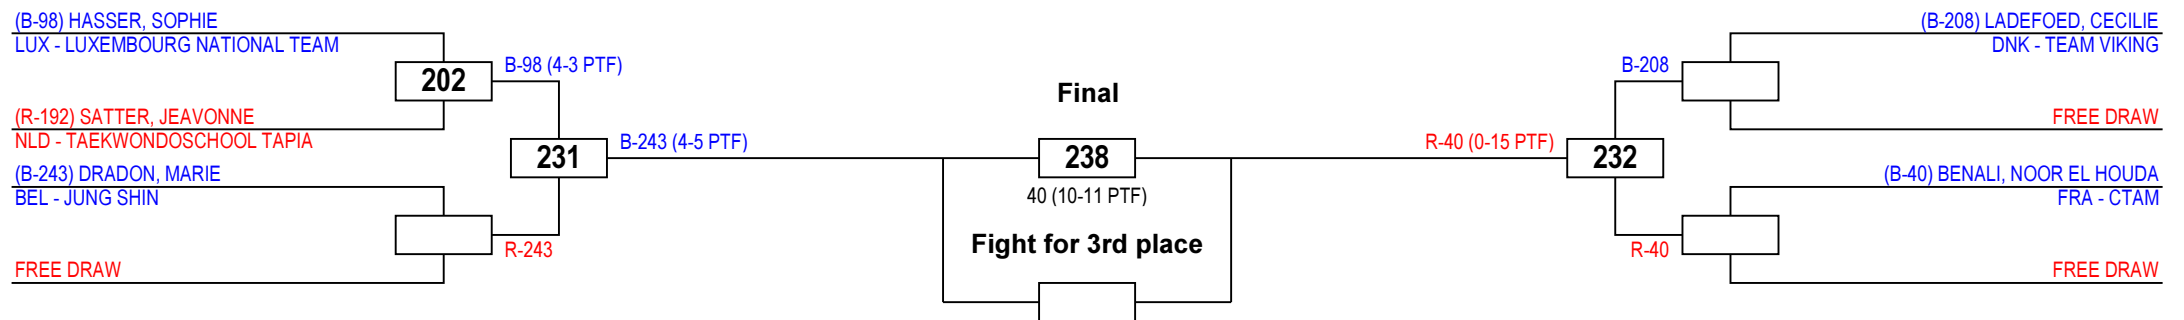 (B-98) HASSER, SOPHIE
LUX - LUXEMBOURG NATIONAL TEAM
202
B-98 (4-3 PTF)
(R-192) SATTER, JEAVONNE
NLD - TAEKWONDOSCHOOL TAPIA
231
B-243 (4-5 PTF)
(B-243) DRADON, MARIE
BEL - JUNG SHIN
R-243
FREE DRAW
Final
238
40 (10-11 PTF)
Fight for 3rd place
(B-208) LADEFOED, CECILIE
DNK - TEAM VIKING
B-208
FREE DRAW
R-40 (0-15 PTF)
232
(B-40) BENALI, NOOR EL HOUDA
FRA - CTAM
R-40
FREE DRAW